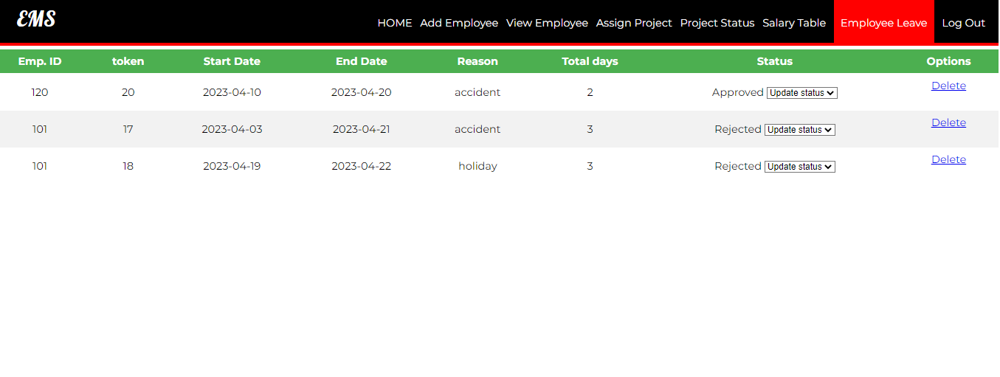 EMS
HOME Add Employee View Employee Assign Project Project Status Salary Table Employee Leave Log Out
Emp. ID token Start Date End Date Reason Total days Status Options
120 20 2023-04-10 2023-04-20 accident 2 Approved Update status Delete
101 17 2023-04-03 2023-04-21 accident 3 Rejected Update status Delete
101 18 2023-04-19 2023-04-22 holiday 3 Rejected Update status Delete